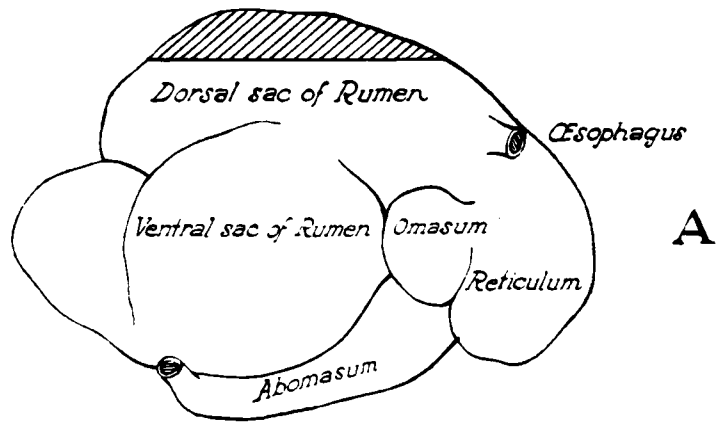 Dorsal sac of Rumen
Œsophagus
Ventral sac of Rumen
Omasum
A
Reticulum
Abomasum